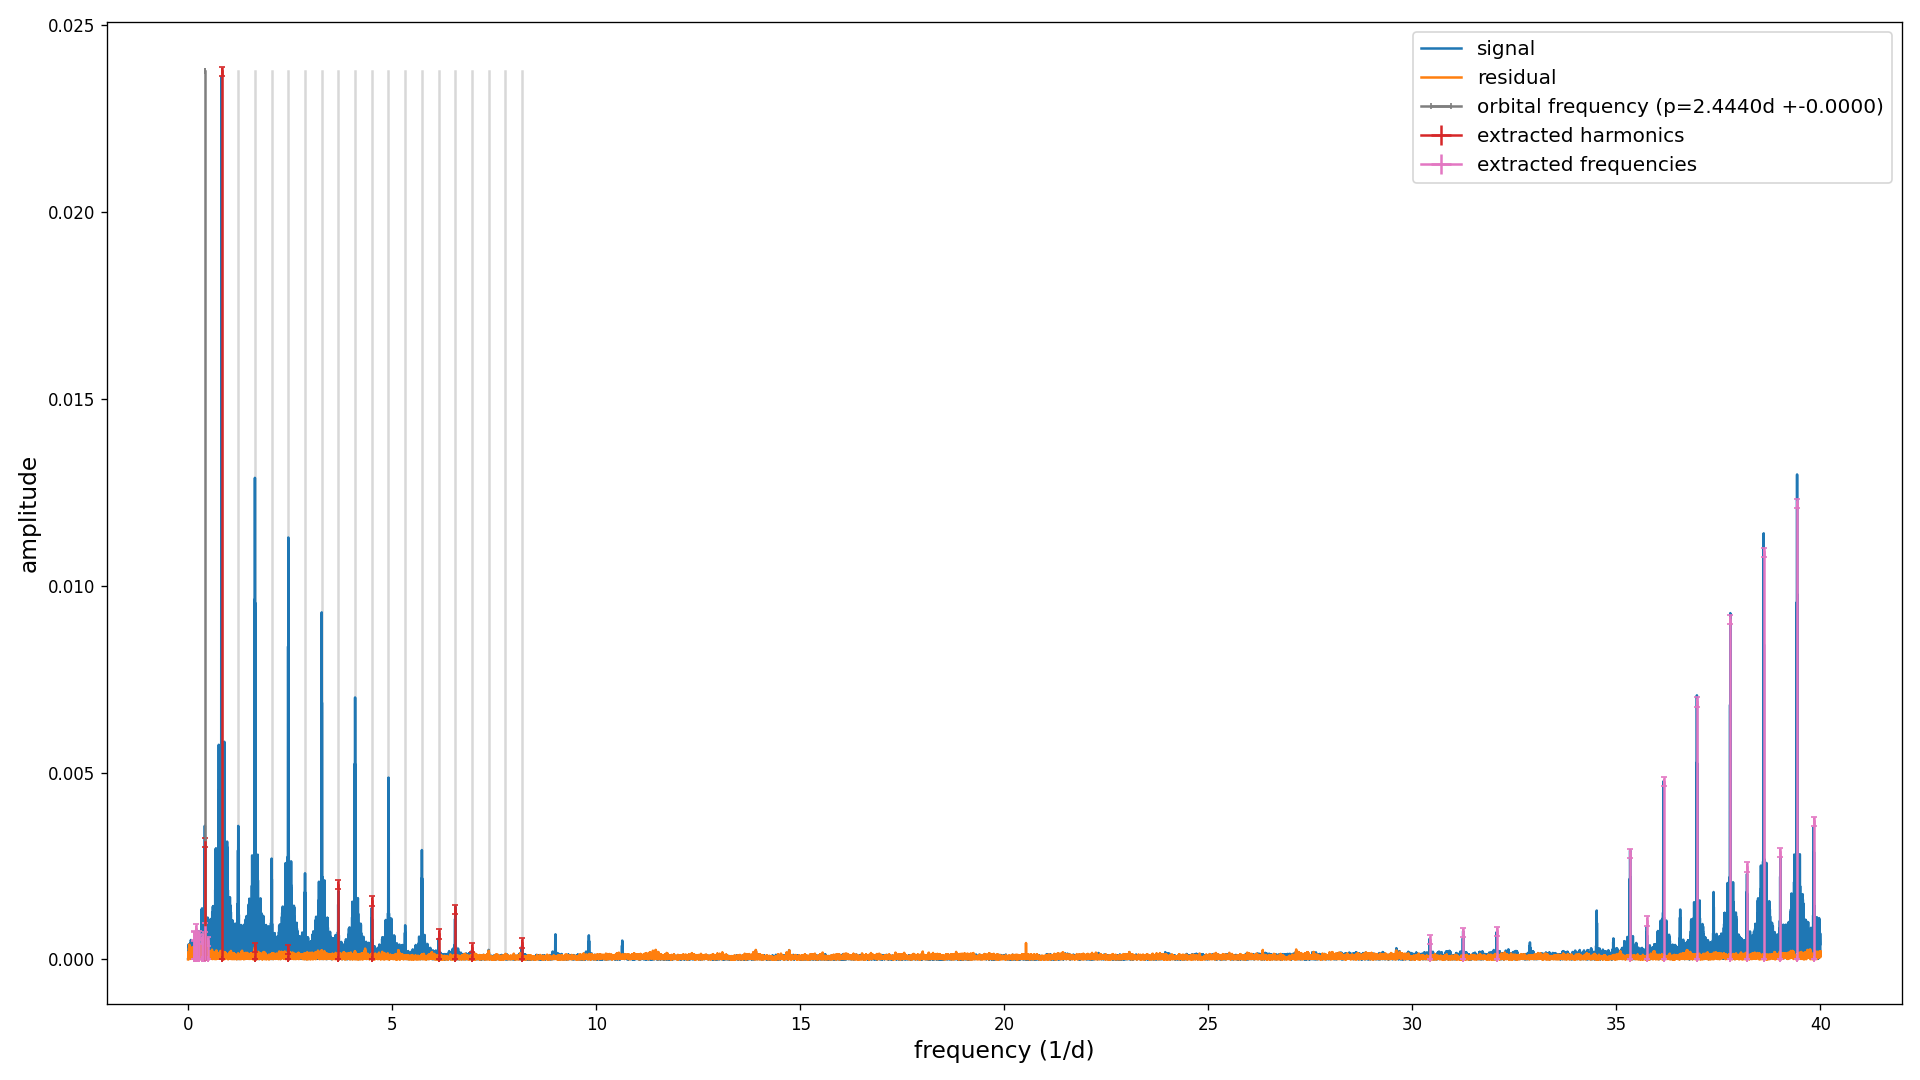 0.025
0.020
0.015
0.010
0.005
0.000
amplitude
signal
residual
orbital frequency (p=2.4440d +-0.0000)
extracted harmonics
extracted frequencies
0 5 10 15 20 25 30 35 40
frequency (1/d)